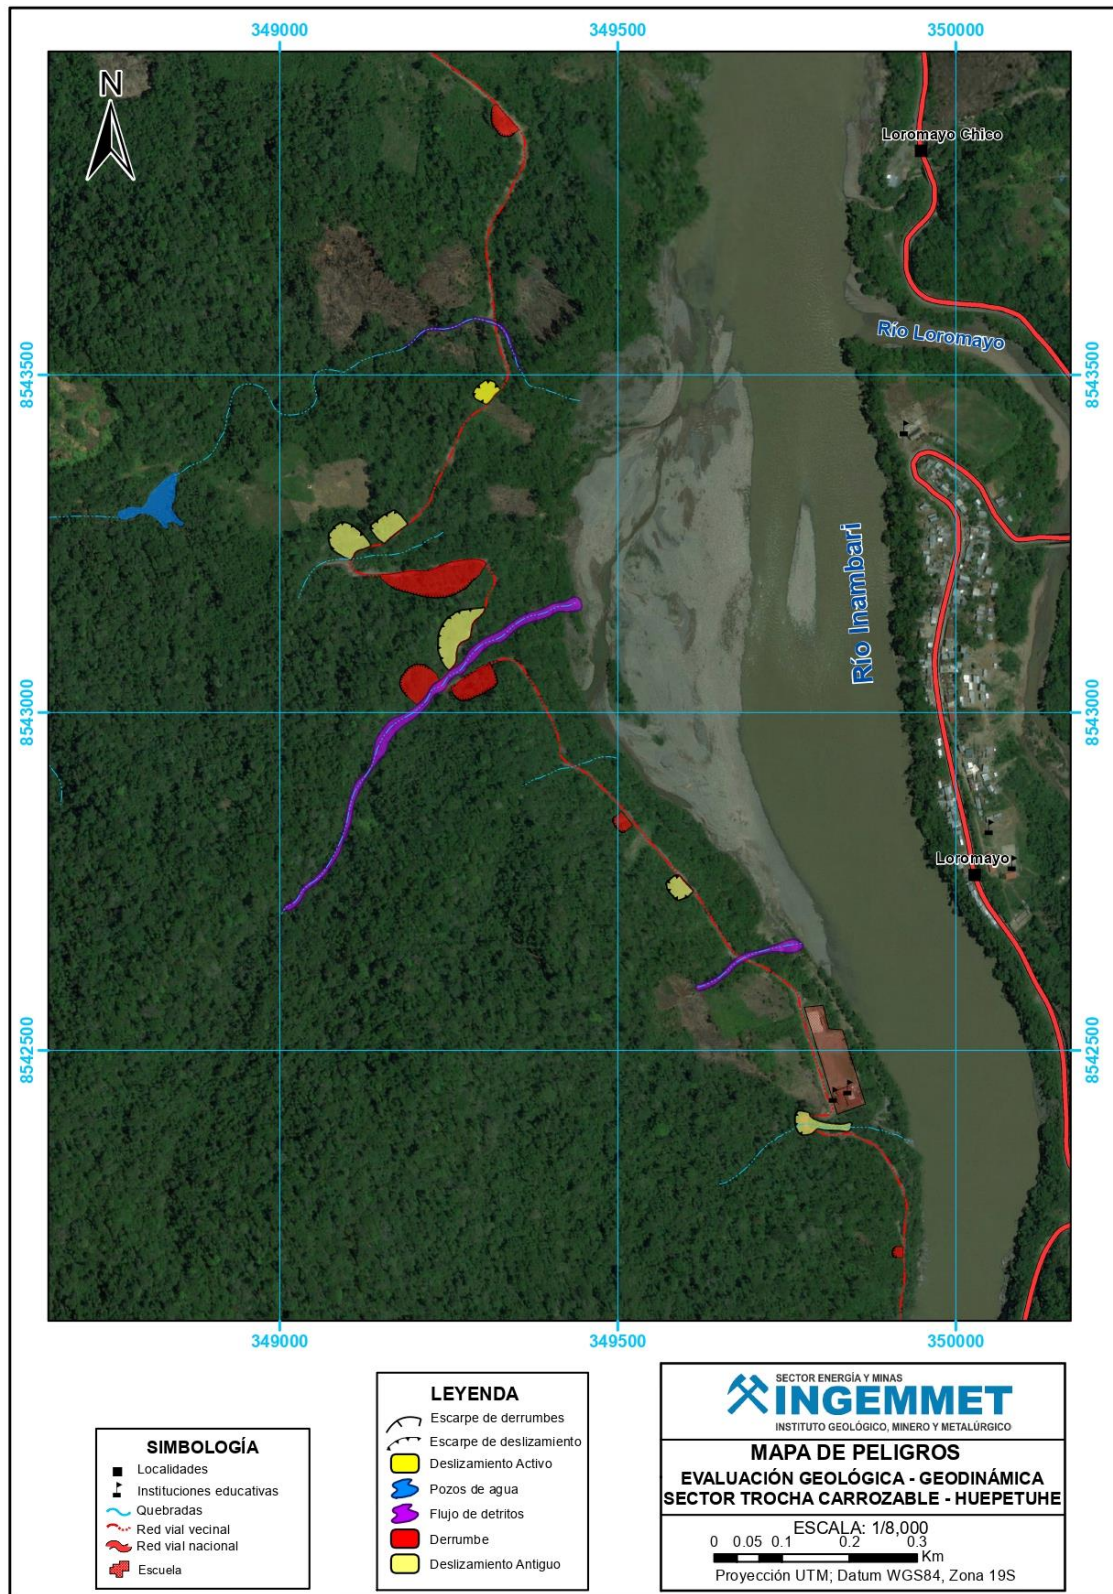 349000
349500
350000
N
Loromayo Chico
Río Loromayo
8543500
8543500
Río Inambari
8543000
8543000
Loromayo
8542500
8542500
349000
349500
350000
SIMBOLOGÍA
Localidades
Instituciones educativas
Quebradas
Red vial vecinal
Red vial nacional
Escuela
LEYENDA
Escarpe de derrumbes
Escarpe de deslizamiento
Deslizamiento Activo
Pozos de agua
Flujo de detritos
Derrumbe
Deslizamiento Antiguo
SECTOR ENERGÍA Y MINAS
INGEMMET
INSTITUTO GEOLÓGICO, MINERO Y METALÚRGICO
MAPA DE PELIGROS
EVALUACIÓN GEOLÓGICA - GEODINÁMICA
SECTOR TROCHA CARROZABLE - HUEPETUHE
ESCALA: 1/8,000
0 0.05 0.1 0.2 0.3
Km
Proyección UTM; Datum WGS84, Zona 19S